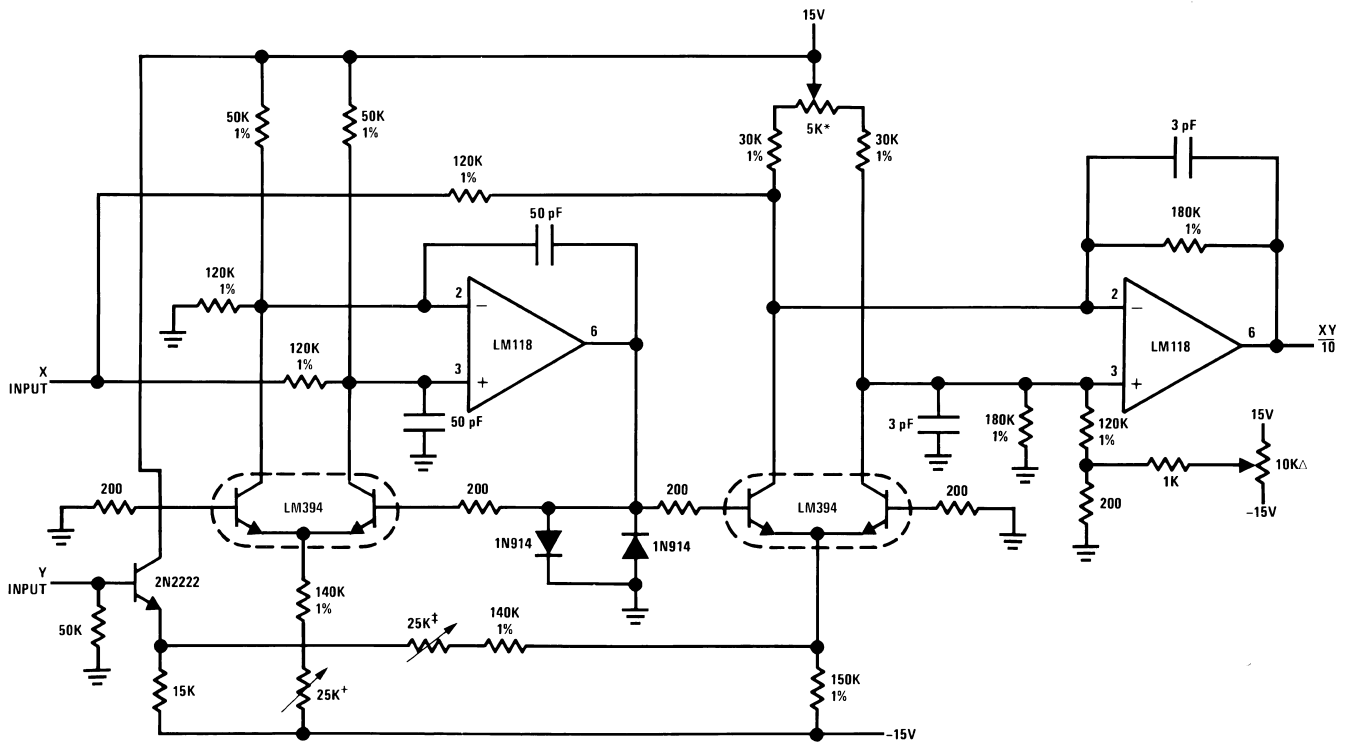 15V
50K
1%
50K
1%
5K*
30K
1%
30K
1%
3 pF
120K
1%
180K
1%
50 pF
120K
1%
2
−
LM118
6
3
+
2
−
LM118
6
3
+
XY
10
120K
1%
X
INPUT
50 pF
3 pF
180K
1%
120K
1%
15V
10KΔ
1K
−15V
200
200
LM394
200
200
LM394
200
1N914
1N914
Y
INPUT
2N2222
140K
1%
50K
25K‡
140K
1%
15K
25K+
150K
1%
−15V